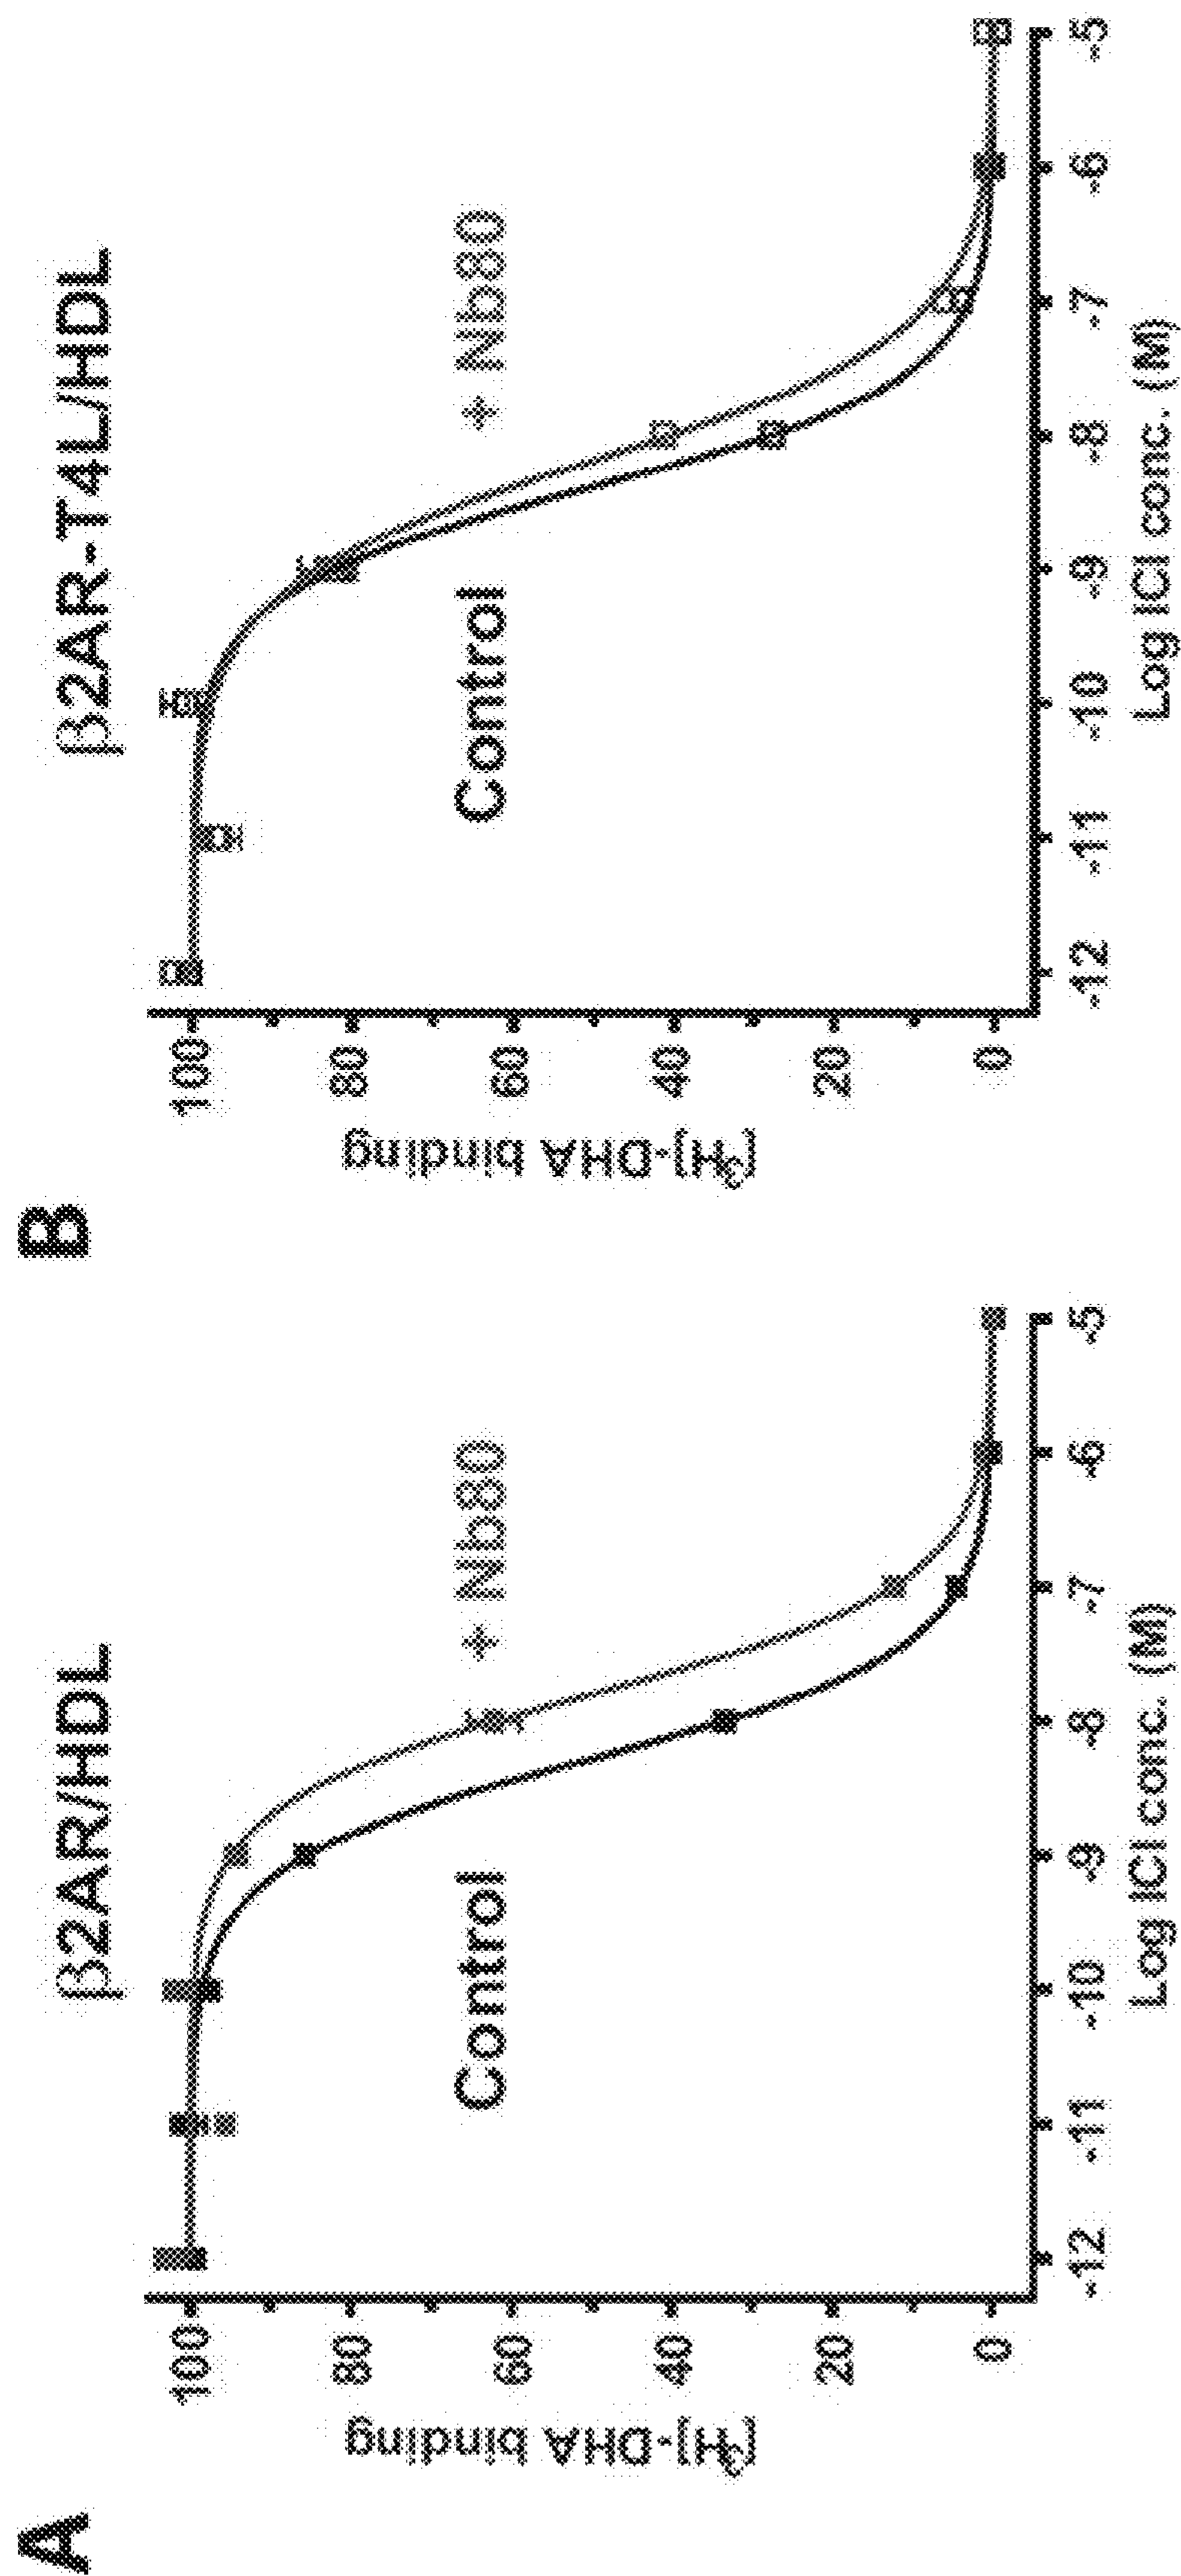 A
β2AR/HDL
[³H]-DHA binding
100
80
60
40
20
0
Control
+ Nb80
-12
-11
-10
-9
-8
-7
-6
-5
Log ICI conc. (M)
B
β2AR-T4L/HDL
[³H]-DHA binding
100
80
60
40
20
0
Control
+ Nb80
-12
-11
-10
-9
-8
-7
-6
-5
Log ICI conc. (M)